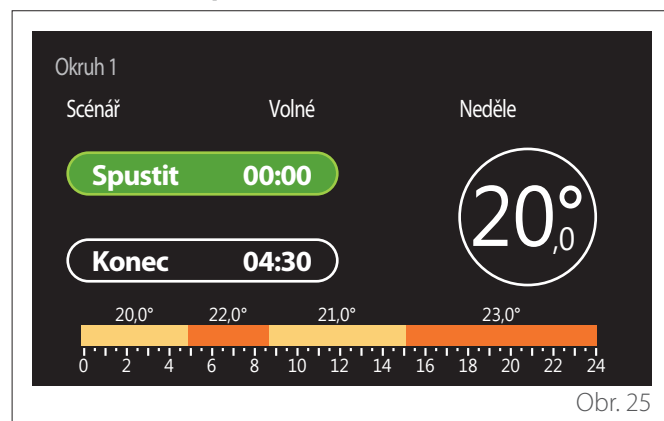 Okruh 1
Scénář Volné Neděle
Spustit 00:00
20°,0
Konec 04:30
20,0° 22,0° 21,0° 23,0°
0 2 4 6 8 10 12 14 16 18 20 22 24
Obr. 25